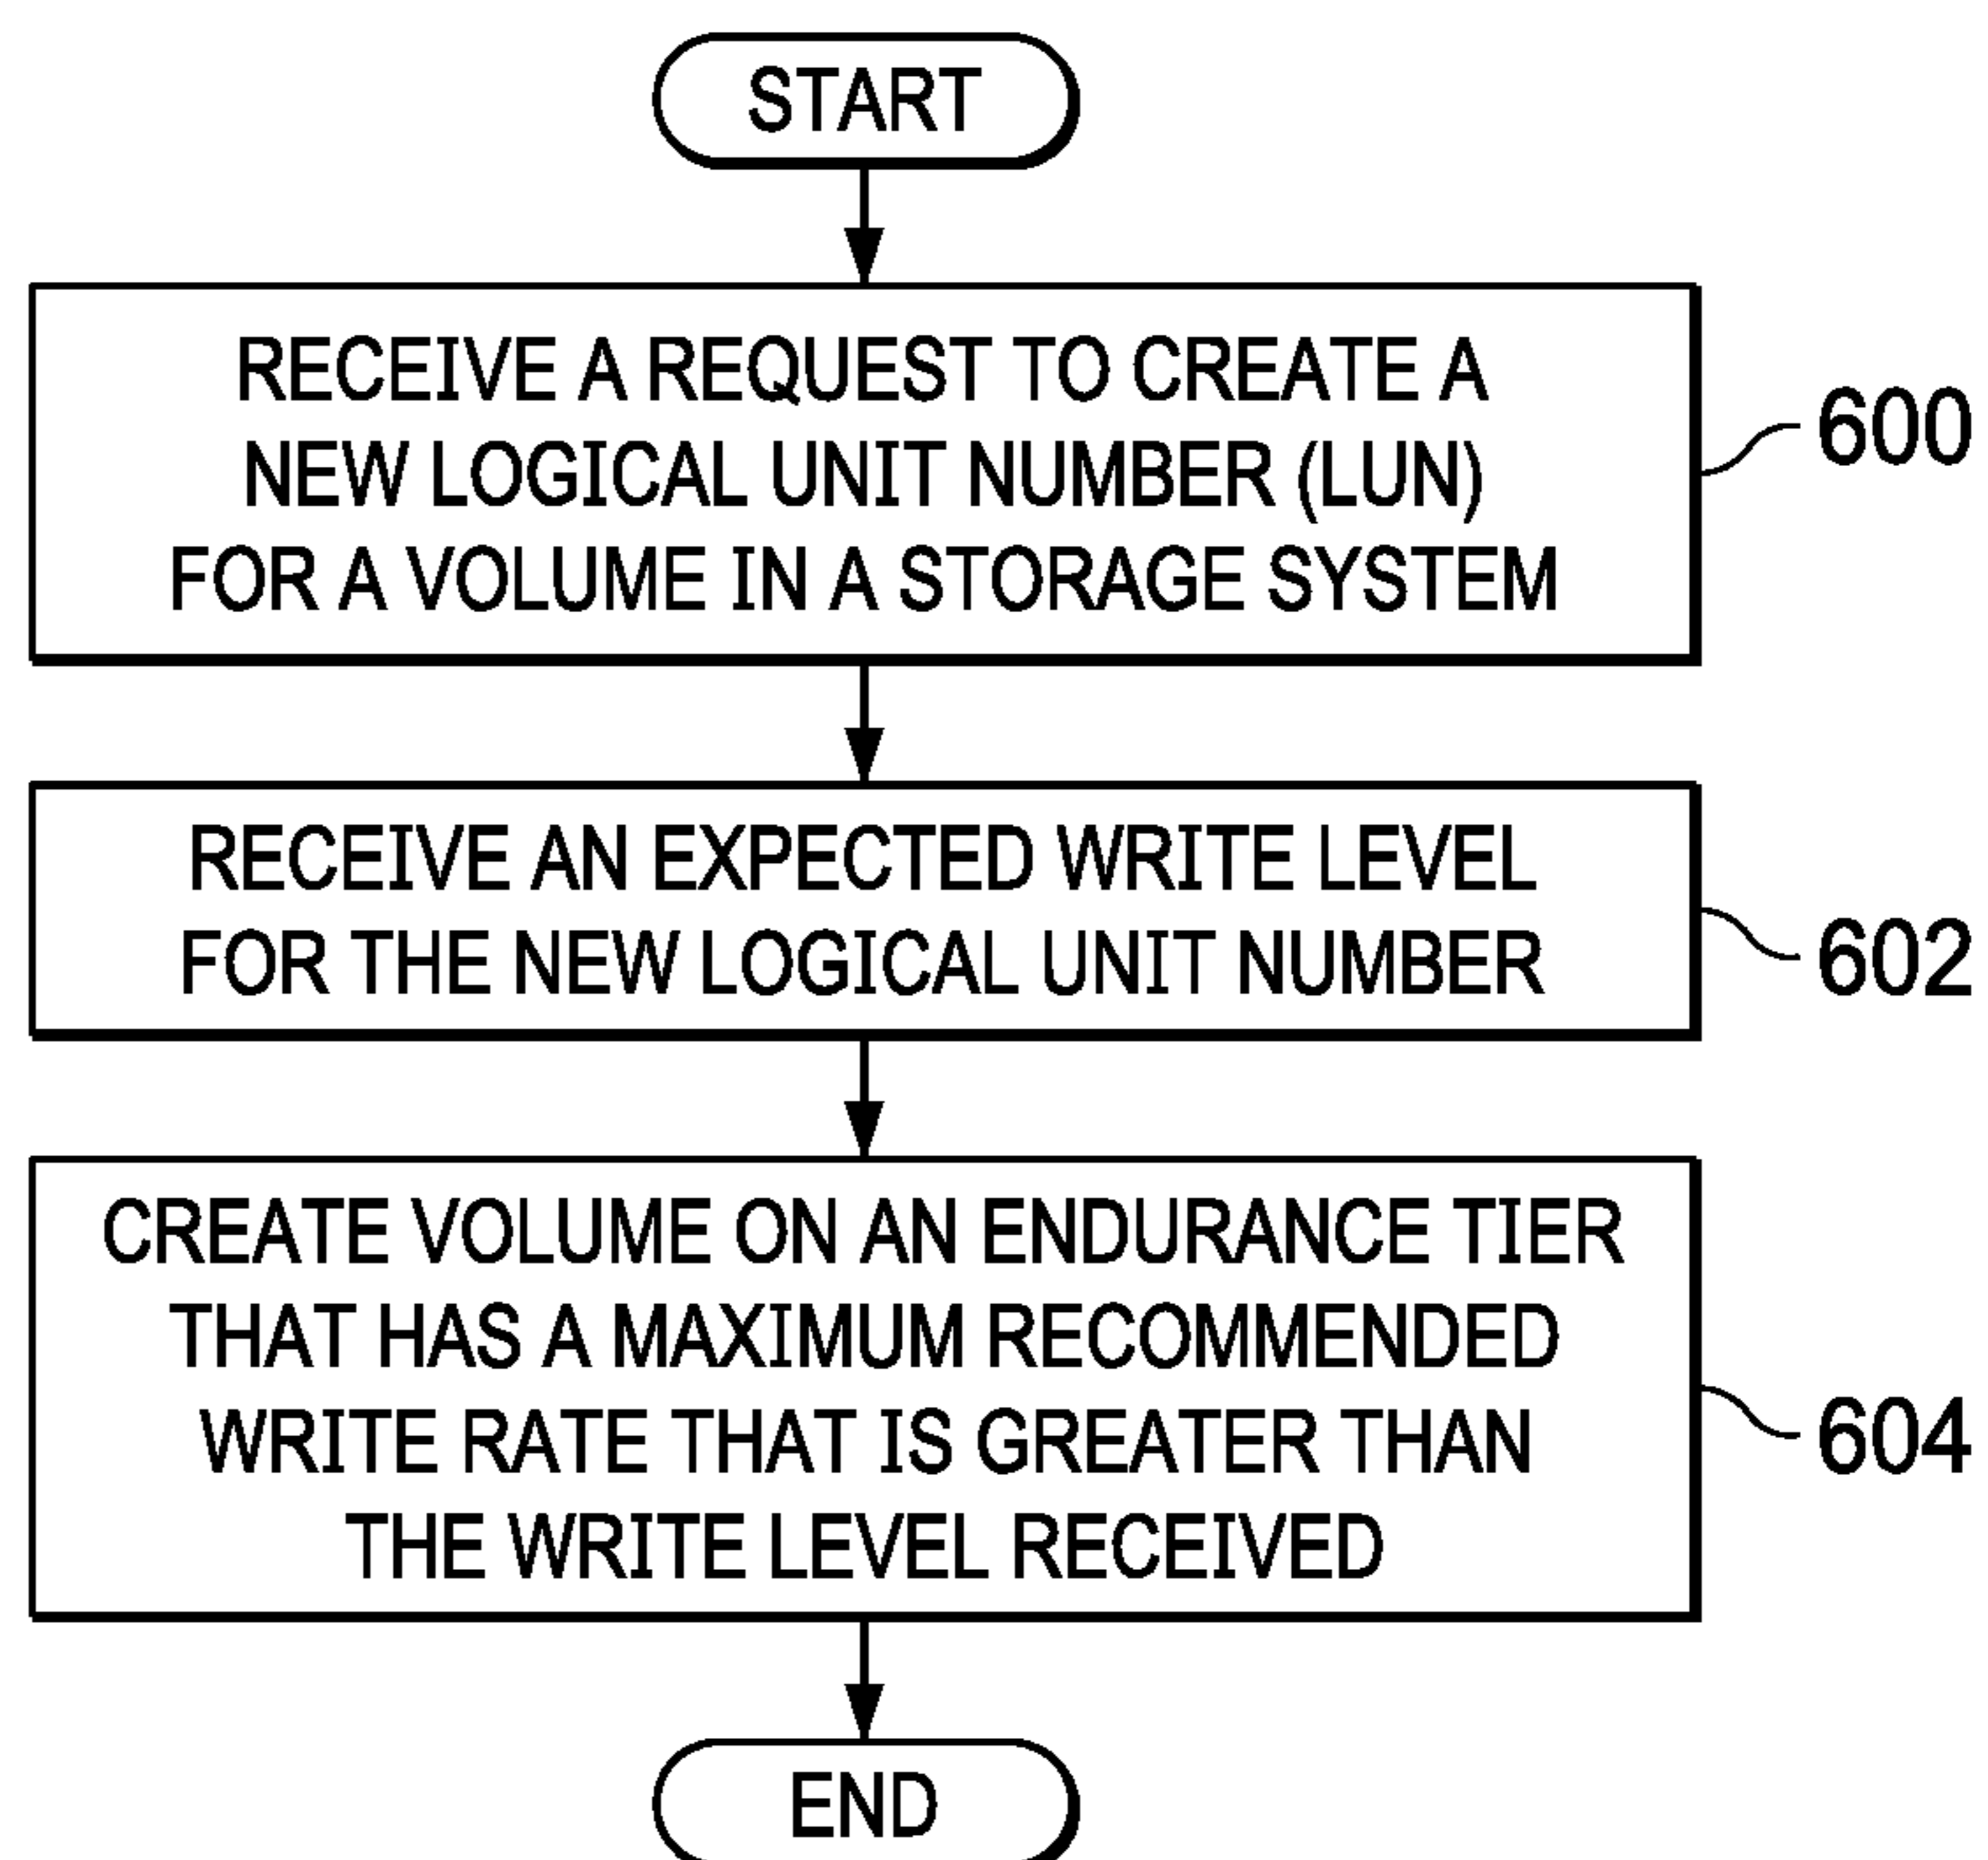 START
RECEIVE A REQUEST TO CREATE A
NEW LOGICAL UNIT NUMBER (LUN)
FOR A VOLUME IN A STORAGE SYSTEM
600
RECEIVE AN EXPECTED WRITE LEVEL
FOR THE NEW LOGICAL UNIT NUMBER
602
CREATE VOLUME ON AN ENDURANCE TIER
THAT HAS A MAXIMUM RECOMMENDED
WRITE RATE THAT IS GREATER THAN
THE WRITE LEVEL RECEIVED
604
END